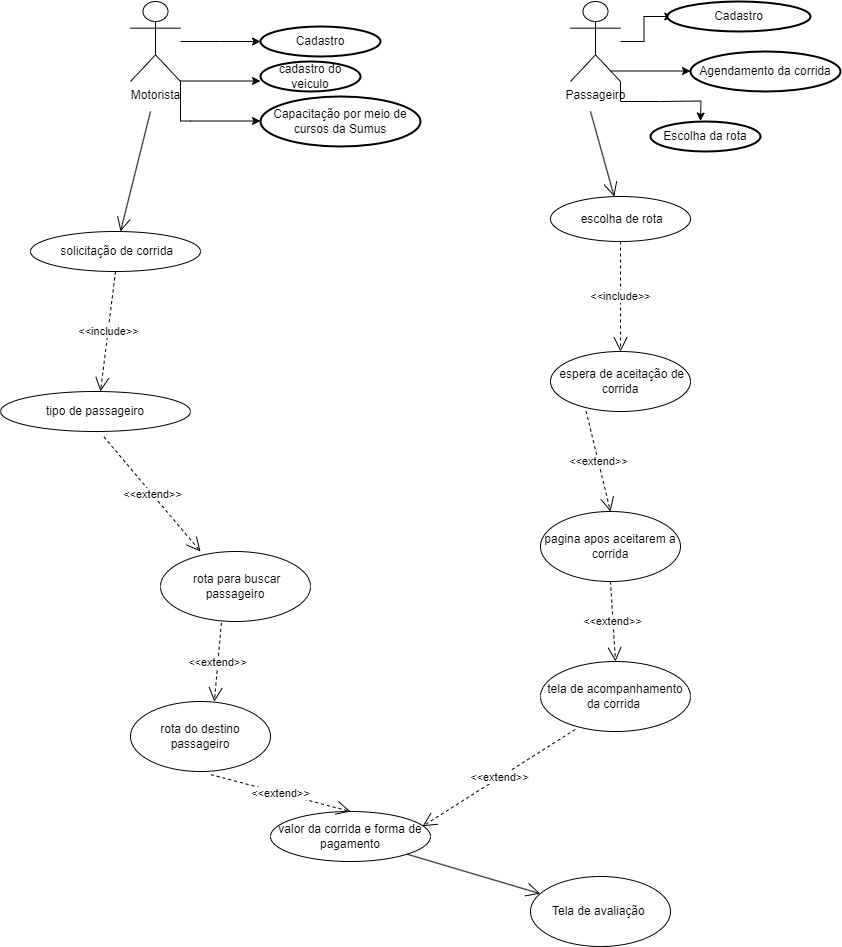 Cadastro
cadastro do
veiculo
Motorista
Capacitação por meio de
cursos da Sumus
Cadastro
Agendamento da corrida
Passageiro
Escolha da rota
solicitação de corrida
<<include>>
tipo de passageiro
<<extend>>
rota para buscar
passageiro
<<extend>>
rota do destino
passageiro
<<extend>>
escolha de rota
<<include>>
espera de aceitação de
corrida
<<extend>>
pagina apos aceitarem a
corrida
<<extend>>
tela de acompanhamento
da corrida
<<extend>>
valor da corrida e forma de
pagamento
Tela de avaliação